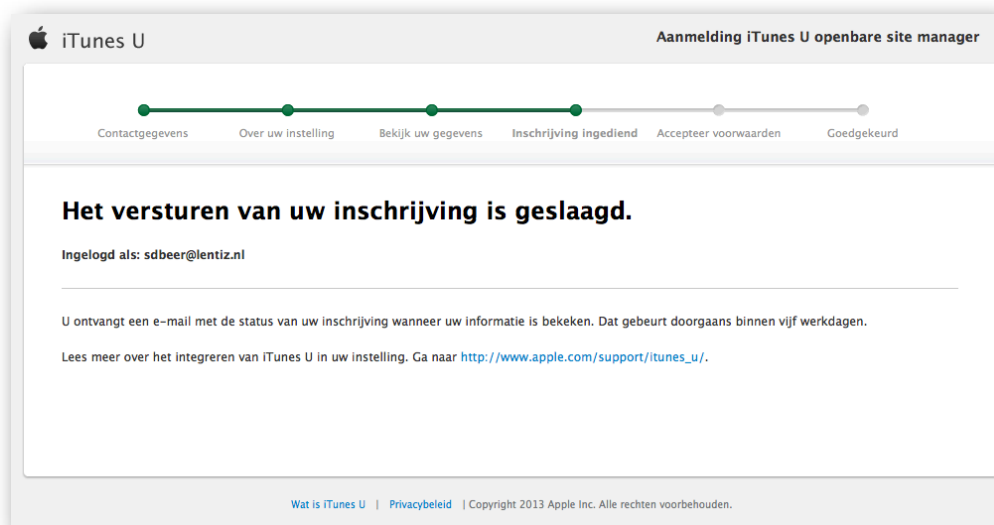 iTunes U
Aanmelding iTunes U openbare site manager
Contactgegevens
Over uw instelling
Bekijk uw gegevens
Inschrijving ingediend
Accepteer voorwaarden
Goedgekeurd
Het versturen van uw inschrijving is geslaagd.
Ingelogd als: sdbeer@lentiz.nl
U ontvangt een e-mail met de status van uw inschrijving wanneer uw informatie is bekeken. Dat gebeurt doorgaans binnen vijf werkdagen.
Lees meer over het integreren van iTunes U in uw instelling. Ga naar http://www.apple.com/support/itunes_u/.
Wat is iTunes U | Privacybeleid | Copyright 2013 Apple Inc. Alle rechten voorbehouden.